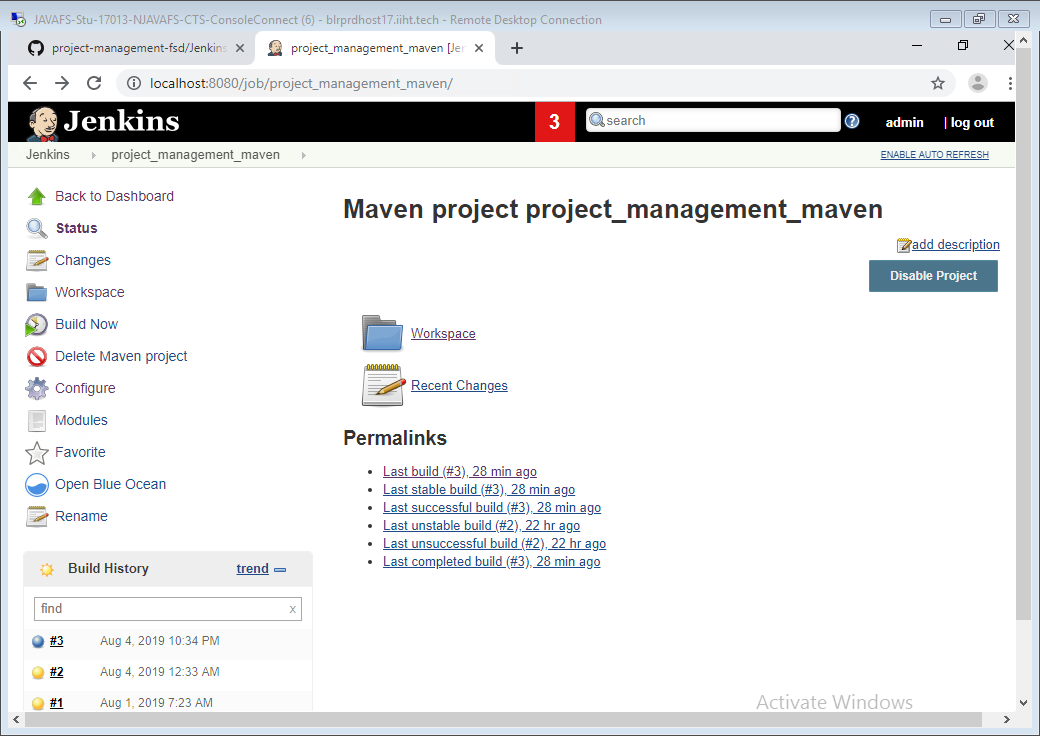 JAVAFS-Stu-17013-NJAVAFS-CTS-ConsoleConnect (6) - blrprdhost17.iiht.tech - Remote Desktop Connection
project-management-fsd/Jenkins
project_management_maven [Jer
localhost:8080/job/project_management_maven/
Jenkins
3
search
admin
| log out
Jenkins
project_management_maven
ENABLE AUTO REFRESH
Back to Dashboard
Status
Changes
Workspace
Build Now
Delete Maven project
Configure
Modules
Favorite
Open Blue Ocean
Rename
Build History
trend
find
x
#3 Aug 4, 2019 10:34 PM
#2 Aug 4, 2019 12:33 AM
#1 Aug 1, 2019 7:23 AM
Maven project project_management_maven
add description
Disable Project
Workspace
Recent Changes
Permalinks
Last build (#3), 28 min ago
Last stable build (#3), 28 min ago
Last successful build (#3), 28 min ago
Last unstable build (#2), 22 hr ago
Last unsuccessful build (#2), 22 hr ago
Last completed build (#3), 28 min ago
Activate Windows